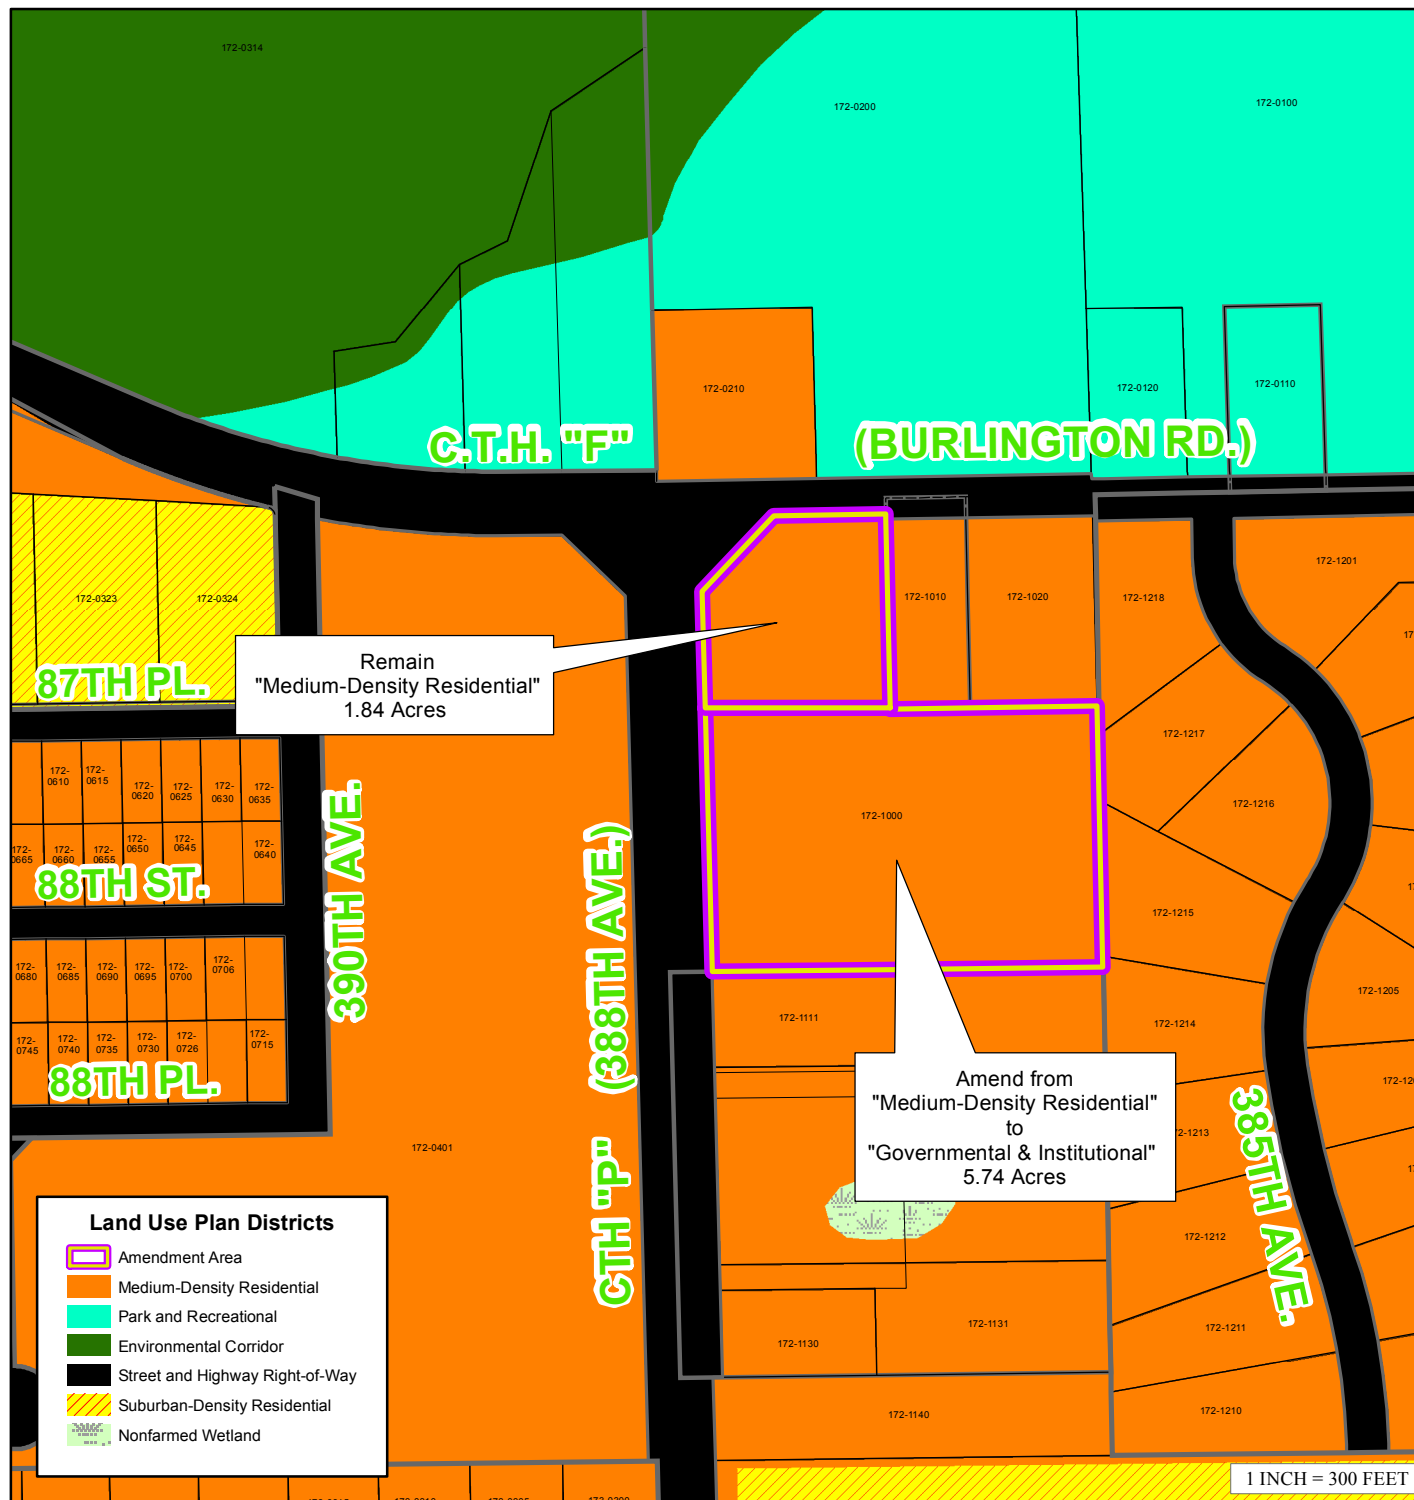 172-0314
172-0200
172-0100
172-0210
172-0120
172-0110
C.T.H. "F"
(BURLINGTON RD.)
172-0323
172-0324
87TH PL.
Remain
"Medium-Density Residential"
1.84 Acres
172-1010
172-1020
172-1218
172-1201
172-1217
172-1216
172-1000
172-
0610
172-
0615
172-
0620
172-
0625
172-
0630
172-
0635
172-
0665
172-
0660
172-
0655
172-
0650
172-
0645
172-
0640
88TH ST.
390TH AVE.
(388TH AVE.)
CTH "P"
172-
0680
172-
0685
172-
0690
172-
0695
172-
0700
172-
0706
172-
0745
172-
0740
172-
0735
172-
0730
172-
0726
172-
0715
88TH PL.
172-1215
172-1205
172-1214
172-1111
Amend from
"Medium-Density Residential"
to
"Governmental & Institutional"
5.74 Acres
172-1213
385TH AVE.
172-0401
172-1212
172-1211
172-1131
172-1130
172-1140
172-1210
Land Use Plan Districts
Amendment Area
Medium-Density Residential
Park and Recreational
Environmental Corridor
Street and Highway Right-of-Way
Suburban-Density Residential
Nonfarmed Wetland
1 INCH = 300 FEET